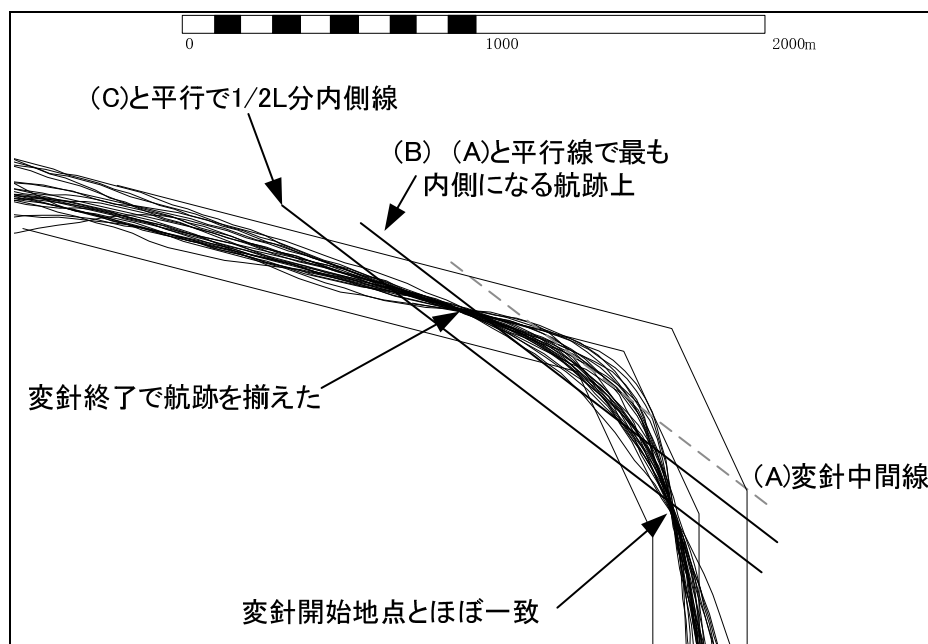 0
1000
2000m
(C)と平行で1/2L分内側線
(B) (A)と平行線で最も
内側になる航跡上
変針終了で航跡を揃えた
(A)変針中間線
変針開始地点とほぼ一致